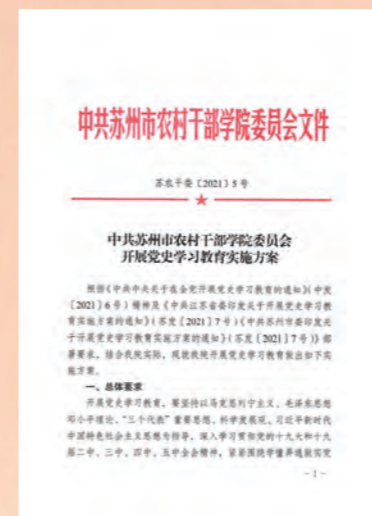 中共苏州市农村干部学院委员会文件
苏农干委〔2021〕5号
中共苏州市农村干部学院委员会
开展党史学习教育实施方案
根据《中共中央关于在全党开展党史学习教育的通知》(中发
〔2021〕6号)精神及《中共江苏省委印发关于开展党史学习教
育实施方案的通知》(苏发〔2021〕7号)《中共苏州市委印发关
于开展党史学习教育实施方案的通知》(苏发〔2021〕7号)》部
署要求,结合我院实际,现就我院开展党史学习教育做出如下实
施方案。
一、总体要求
开展党史学习教育,要坚持以马克思列宁主义、毛泽东思想
邓小平理论、“三个代表”重要思想、科学发展观、习近平新时代
中国特色社会主义思想为指导,深入学习贯彻党的十九大和十九
届二中、三中、四中、五中全会精神,紧紧围绕学懂弄通做实党
- 1 -